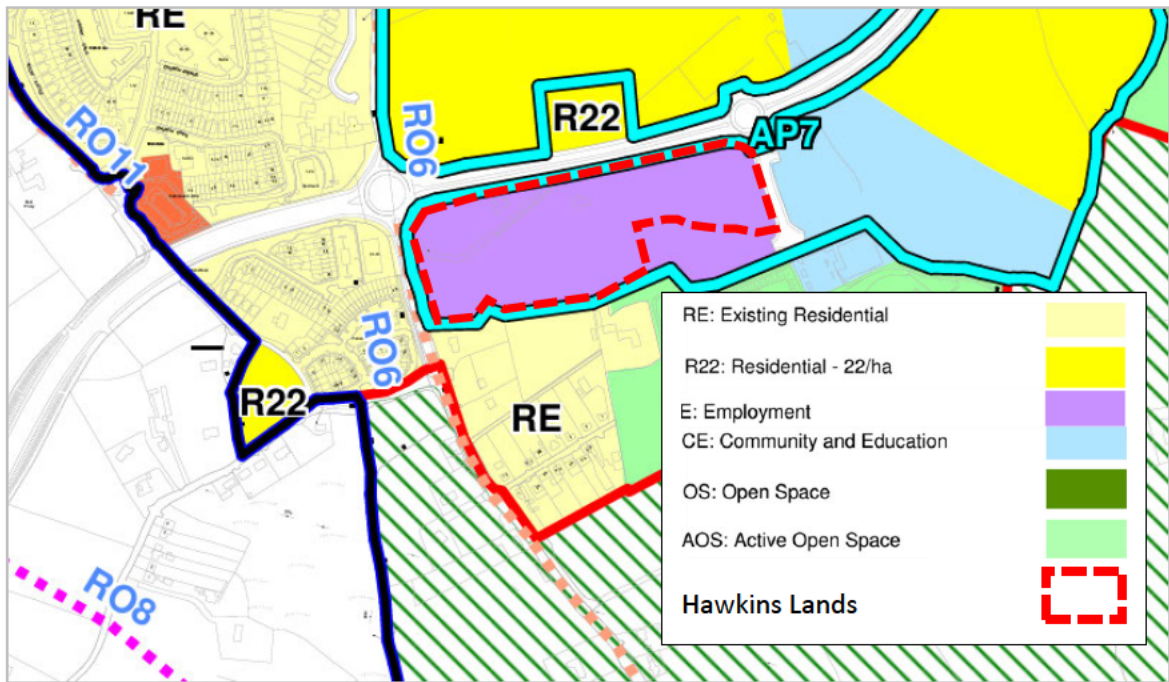 RE
RO11
RO6
R22
AP7
RO6
R22
RE
RO8
RE: Existing Residential
R22: Residential - 22/ha
E: Employment
CE: Community and Education
OS: Open Space
AOS: Active Open Space
Hawkins Lands